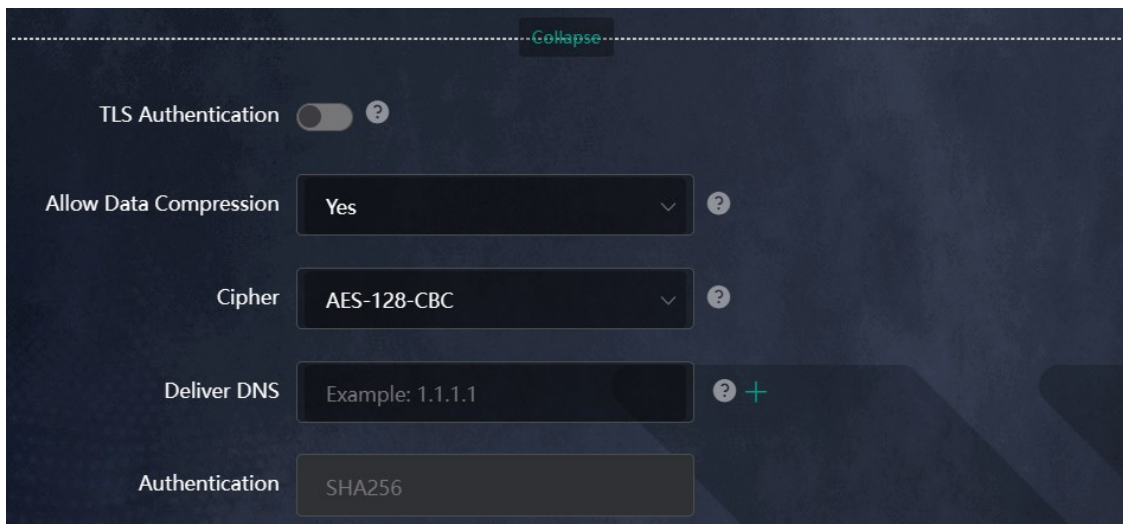 Collapse
TLS Authentication ?
Allow Data Compression Yes ?
Cipher AES-128-CBC ?
Deliver DNS Example: 1.1.1.1 ? +
Authentication SHA256